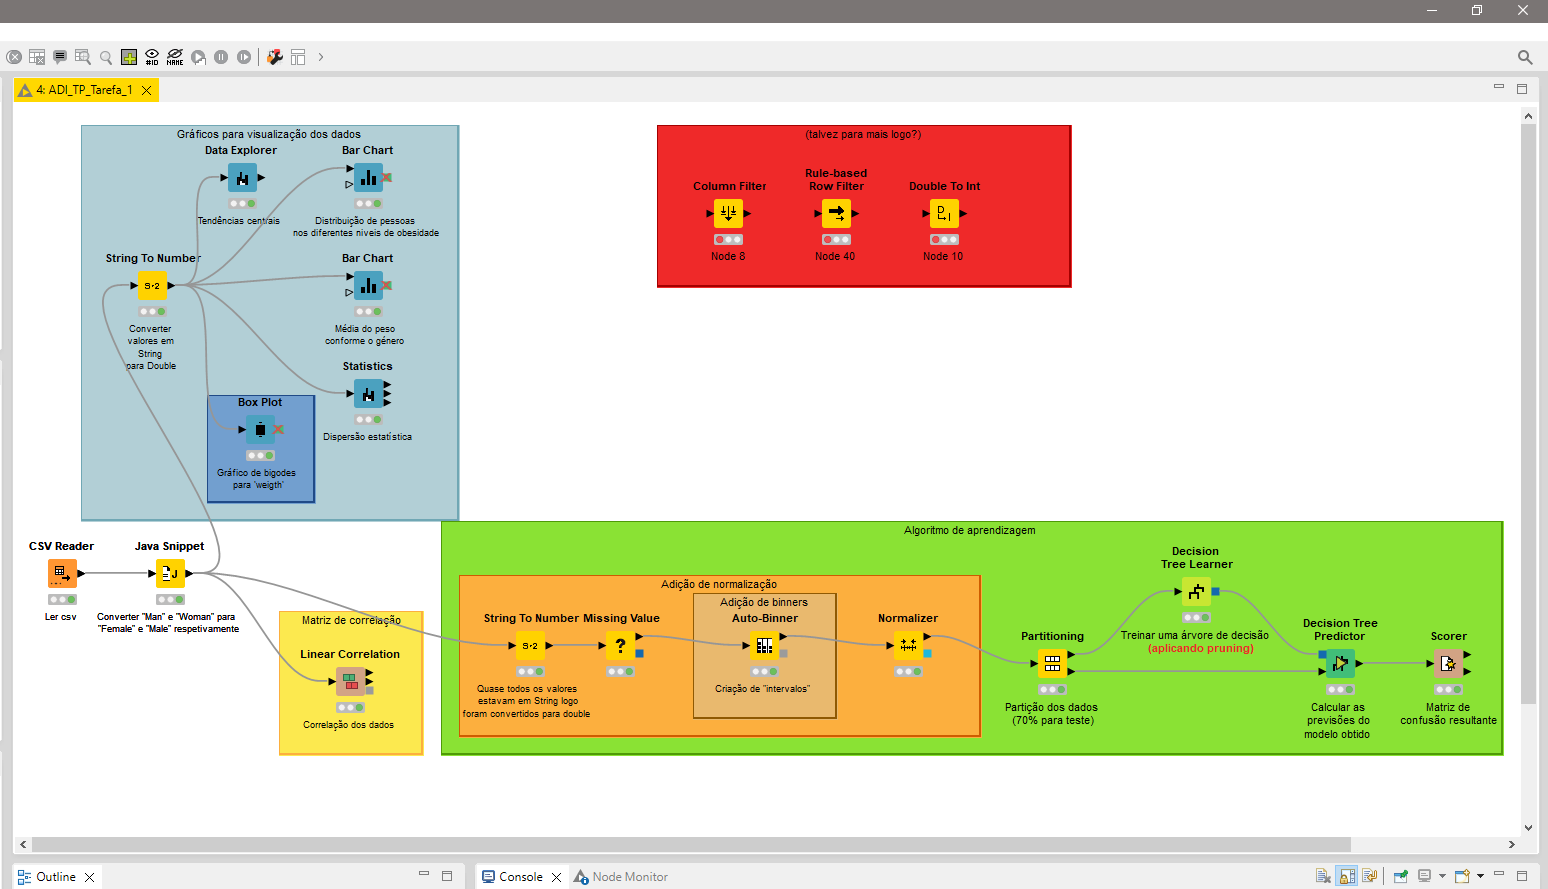 #ID
NAME
4: ADI_TP_Tarefa_1
Gráficos para visualização dos dados
Data Explorer
Tendências centrais
Bar Chart
Distribuição de pessoas
nos diferentes niveis de obesidade
String To Number
S→2
Converter
valores em
String
para Double
Bar Chart
Média do peso
conforme o género
Statistics
Dispersão estatística
Box Plot
Gráfico de bigodes
para 'weigth'
(talvez para mais logo?)
Column Filter
Node 8
Rule-based
Row Filter
Node 40
Double To Int
D
I
Node 10
CSV Reader
Ler csv
Java Snippet
J
Converter "Man" e "Woman" para
"Female" e "Male" respetivamente
Matriz de correlação
Linear Correlation
Correlação dos dados
Algoritmo de aprendizagem
Adição de normalização
String To Number
S→2
Quase todos os valores
estavam em String logo
foram convertidos para double
Missing Value
?
Adição de binners
Auto-Binner
Criação de "intervalos"
Normalizer
Partitioning
Partição dos dados
(70% para teste)
Decision
Tree Learner
Treinar uma árvore de decisão
(aplicando pruning)
Decision Tree
Predictor
Calcular as
previsões do
modelo obtido
Scorer
Matriz de
confusão resultante
Outline
Console
Node Monitor